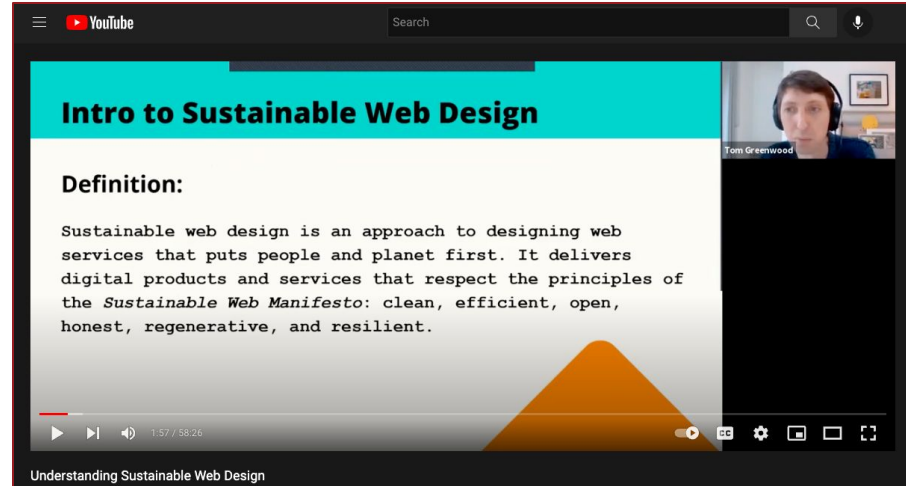 YouTube
Search
Intro to Sustainable Web Design
Tom Greenwood
Definition:
Sustainable web design is an approach to designing web
services that puts people and planet first. It delivers
digital products and services that respect the principles of
the Sustainable Web Manifesto: clean, efficient, open,
honest, regenerative, and resilient.
1:57 / 58:26
CC
Understanding Sustainable Web Design